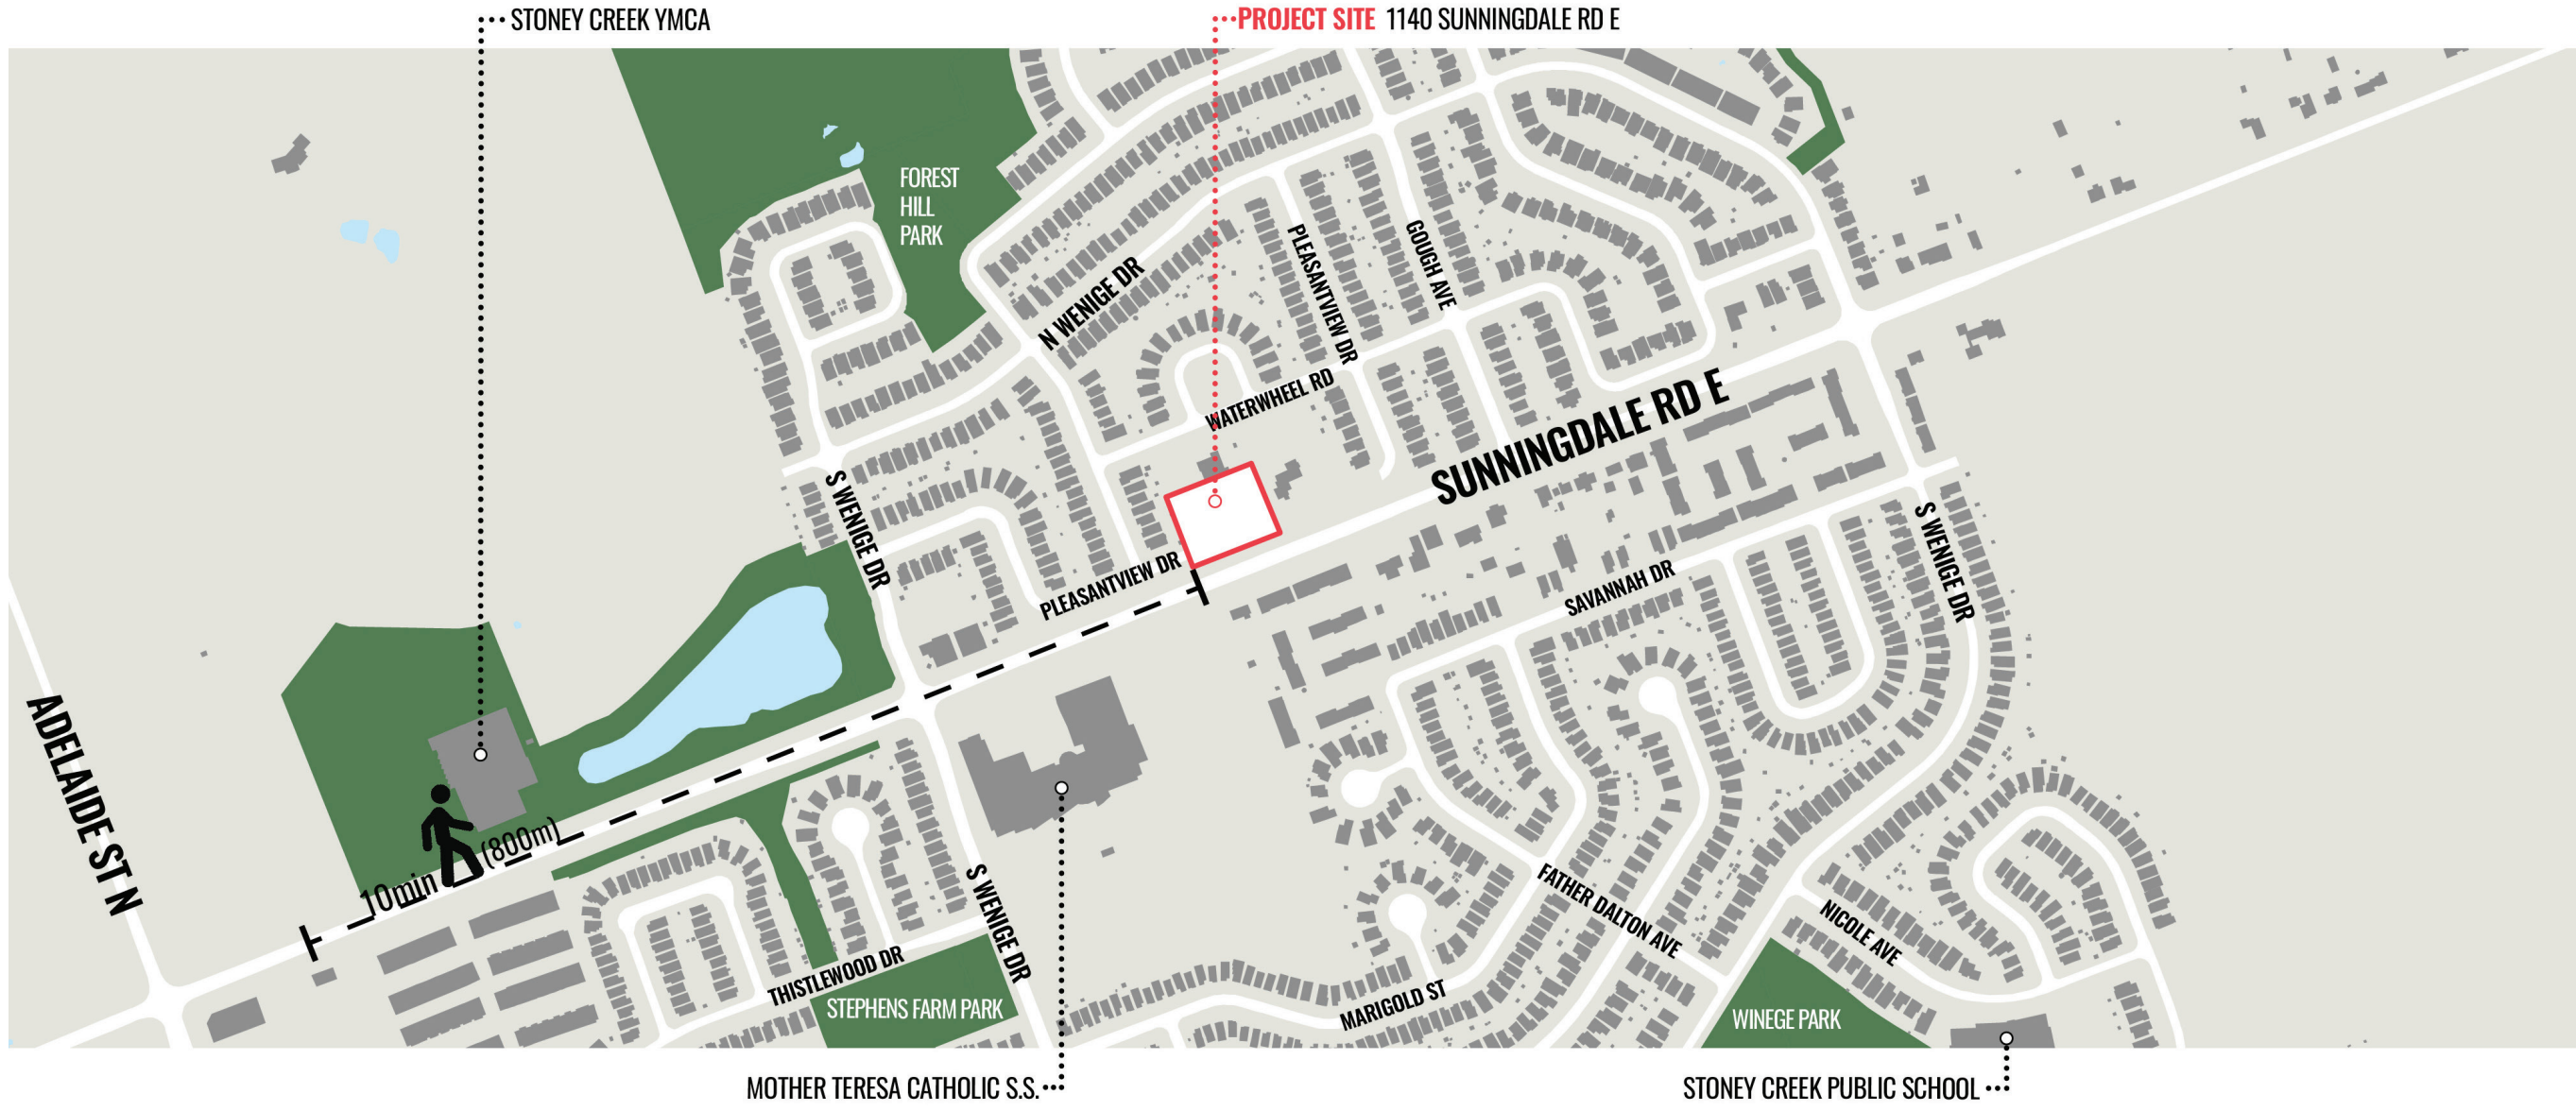 STONEY CREEK YMCA
PROJECT SITE 1140 SUNNINGDALE RD E
FOREST
HILL
PARK
N WENIGE DR
PLEASANTVIEW DR
GOUGH AVE
WATERWHEEL RD
SUNNINGDALE RD E
S WENIGE DR
S WENIGE DR
PLEASANTVIEW DR
SAVANNAH DR
ADELAIDE ST N
10min (800m)
S WENIGE DR
FATHER DALTON AVE
NICOLE AVE
THISTLEWOOD DR
STEPHENS FARM PARK
MARIGOLD ST
WINEGE PARK
MOTHER TERESA CATHOLIC S.S.
STONEY CREEK PUBLIC SCHOOL